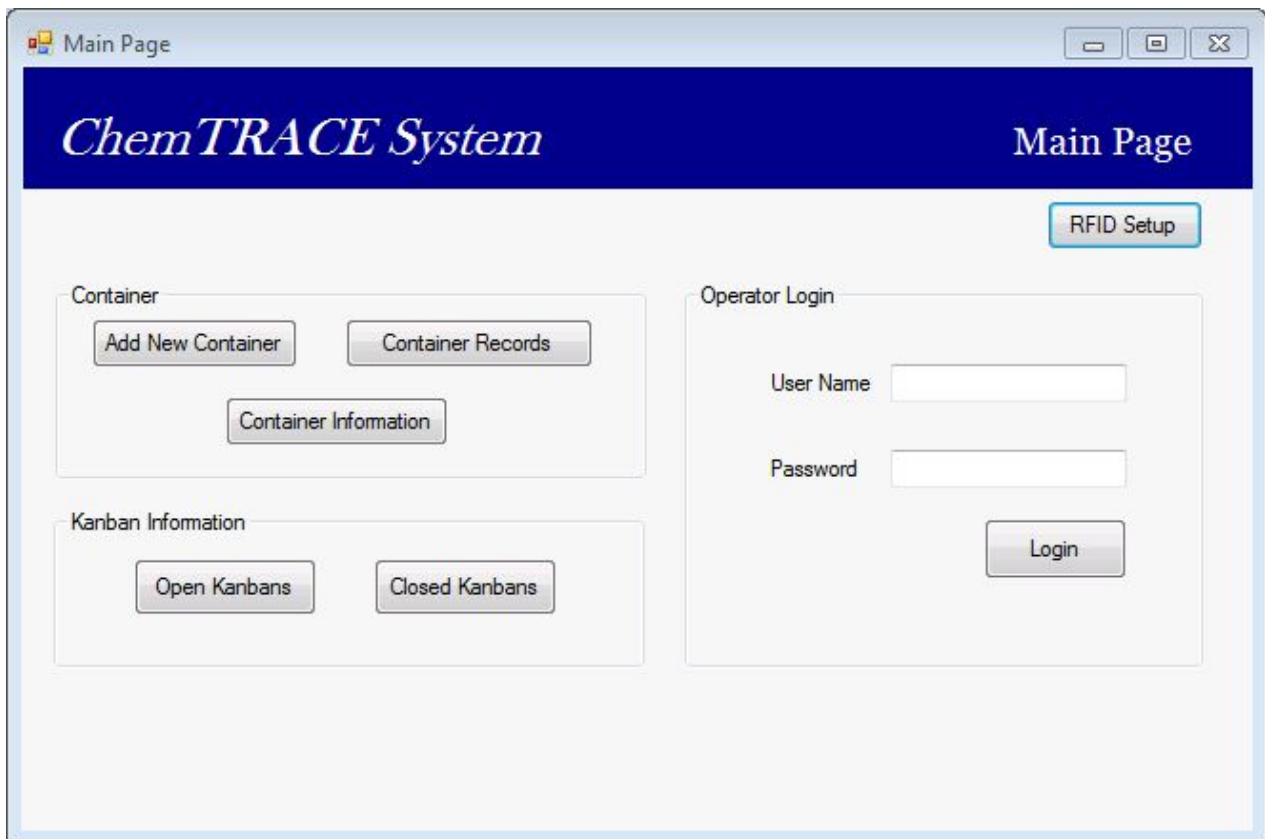 Main Page
ChemTRACE System
Main Page
RFID Setup
Container
Add New Container
Container Records
Container Information
Kanban Information
Open Kanbans
Closed Kanbans
Operator Login
User Name
Password
Login